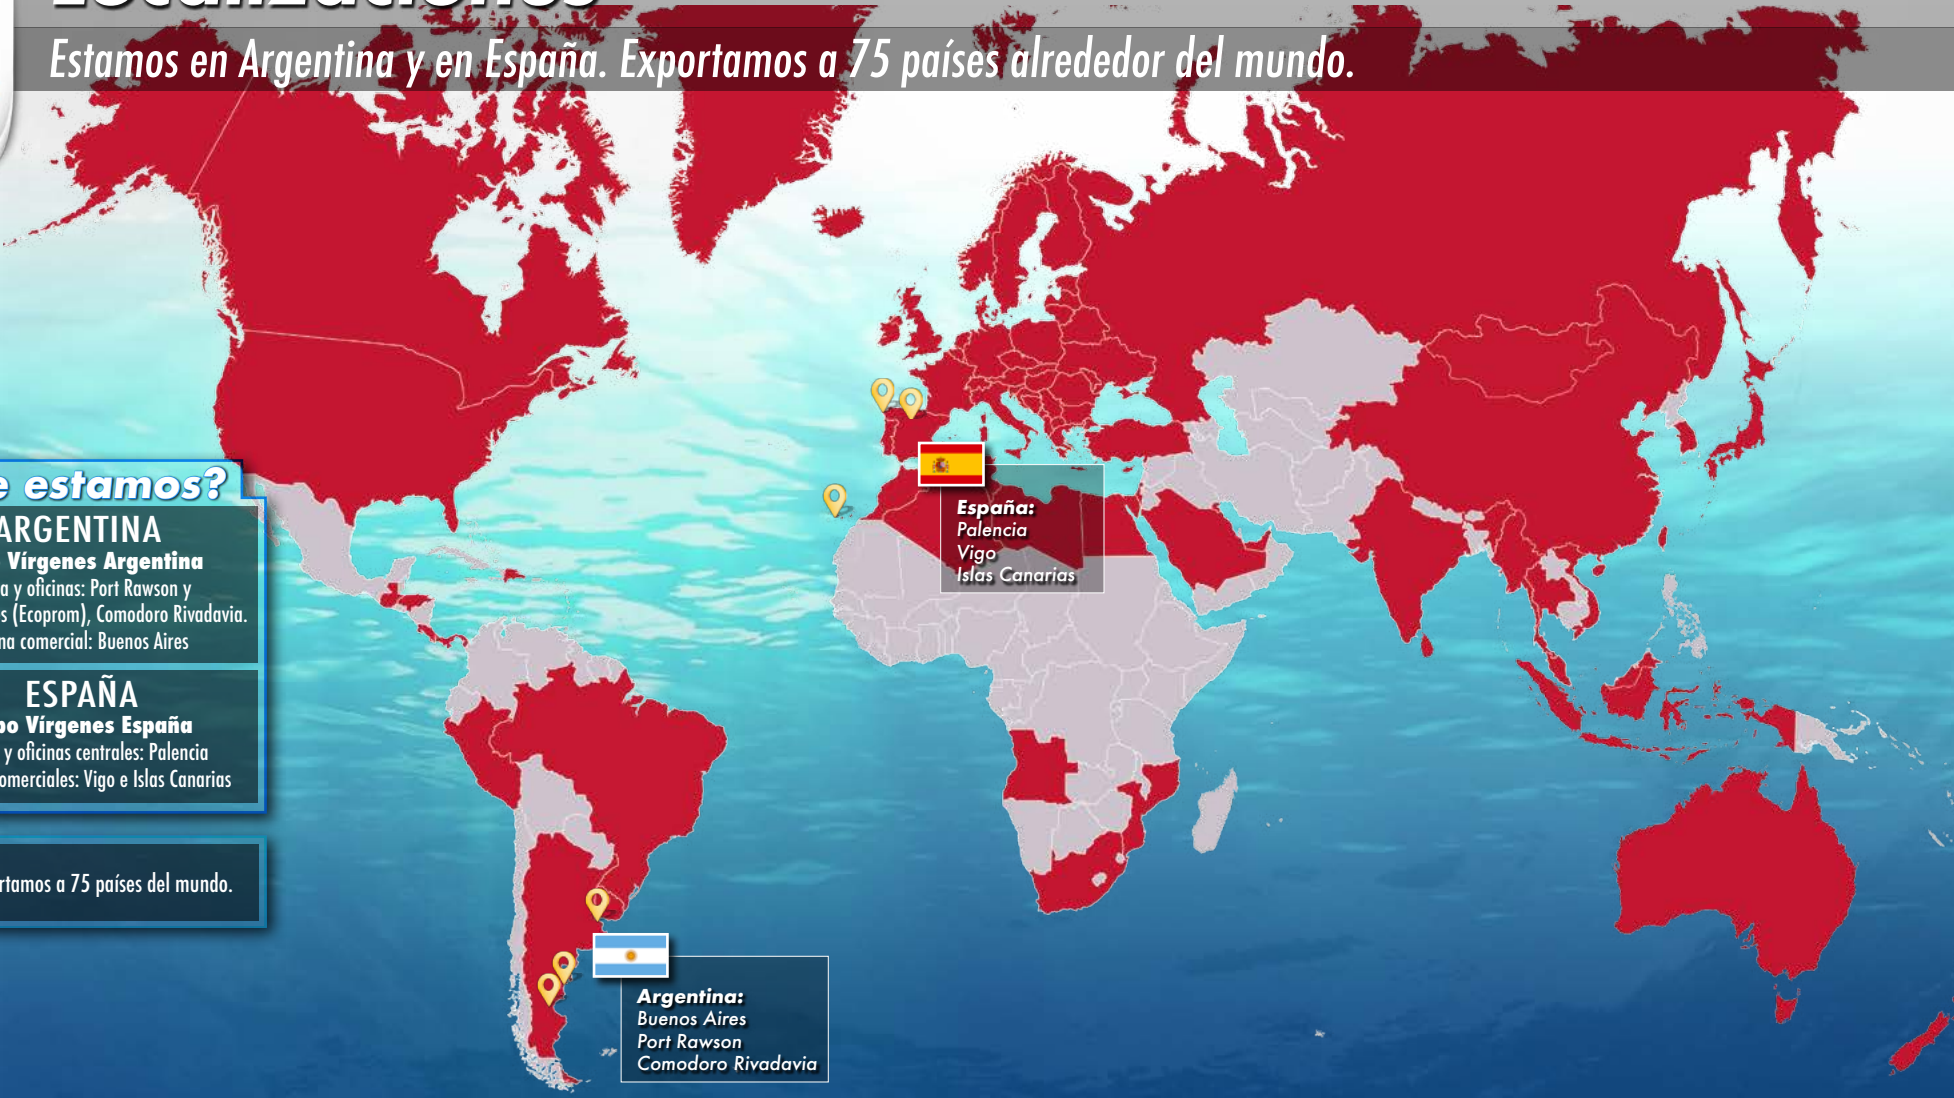 Localizaciones
Estamos en Argentina y en España. Exportamos a 75 países alrededor del mundo.
estamos?
ARGENTINA
Vírgenes Argentina
y oficinas: Port Rawson y
(Ecoprom), Comodoro Rivadavia.
comercial: Buenos Aires
ESPAÑA
Vírgenes España
y oficinas centrales: Palencia
omerciales: Vigo e Islas Canarias
rtamos a 75 países del mundo.
España:
Palencia
Vigo
Islas Canarias
Argentina:
Buenos Aires
Port Rawson
Comodoro Rivadavia